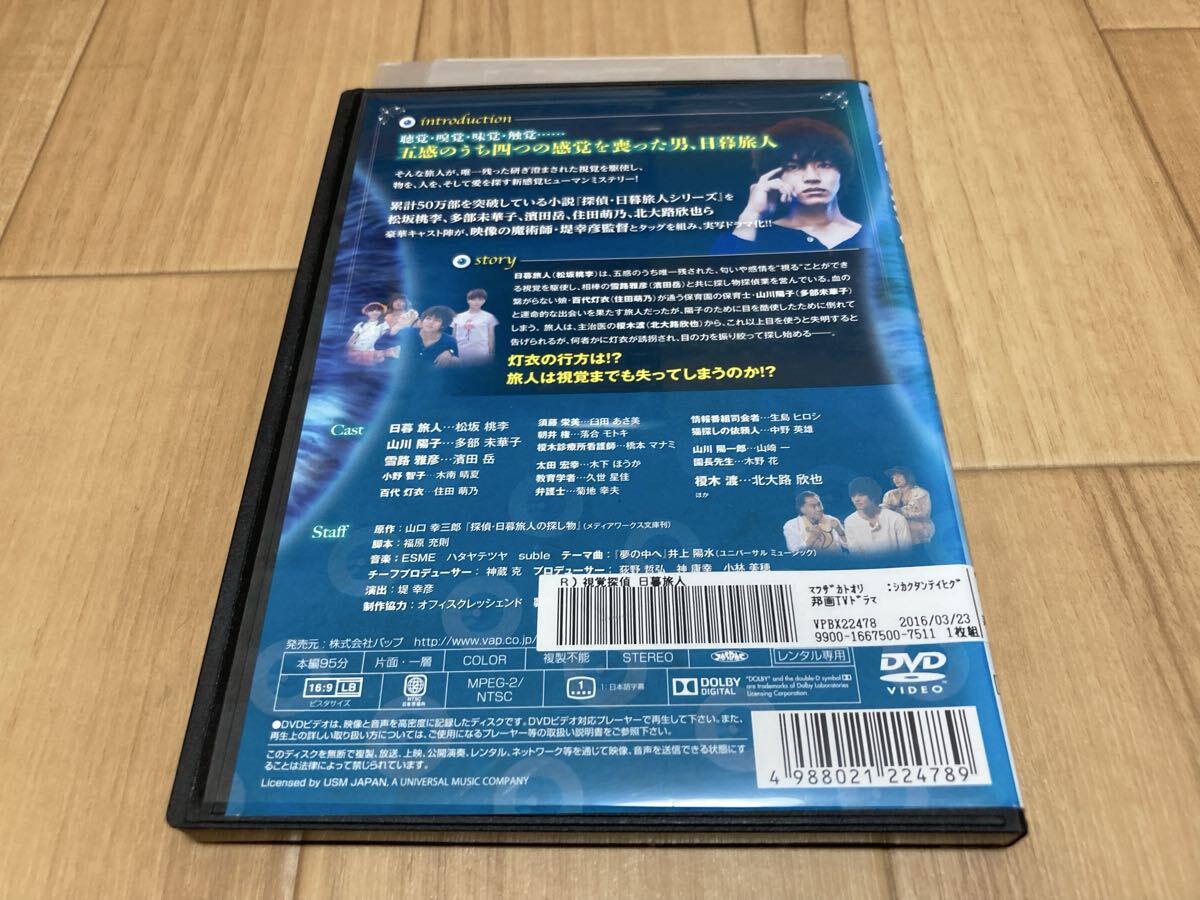 introduction
聴覚・嗅覚・味覚・触覚……
五感のうち四つの感覚を喪った男、日暮旅人
そんな旅人が、唯一残った研ぎ澄まされた視覚を駆使し、
物を、人を、そして愛を探す新感覚ヒューマンミステリー!
累計50万部を突破している小説『探偵・日暮旅人シリーズ』を
松坂桃李、多部未華子、濱田岳、住田萌乃、北大路欣也ら
豪華キャスト陣が、映像の魔術師・堤幸彦監督とタッグを組み、実写ドラマ化!!
story
日暮旅人(松坂桃李)は、五感のうち唯一残された、匂いや感情を"視る"ことができ
る視覚を駆使し、相棒の雪路雅彦(濱田岳)と共に探し物探偵業を営んでいる。血の
繋がらない娘・百代灯衣(住田萌乃)が通う保育園の保育士・山川陽子(多部未華子)
と運命的な出会いを果たす旅人だったが、陽子のために目を酷使したために倒れて
しまう。旅人は、主治医の榎木渡(北大路欣也)から、これ以上目を使うと失明すると
告げられるが、何者かに灯衣が誘拐され、目の力を振り絞って探し始める――。
灯衣の行方は!?
旅人は視覚までも失ってしまうのか!?
Cast
日暮 旅人…松坂 桃李
山川 陽子…多部 未華子
雪路 雅彦…濱田 岳
小野 智子…木南 晴夏
百代 灯衣…住田 萌乃
須藤 栄美…臼田 あさ美
朝井 権…落合 モトキ
榎木診療所看護師…橋本 マナミ
太田 宏幸…木下 ほうか
教育学者…久世 星佳
弁護士…菊地 幸夫
情報番組司会者…生島 ヒロシ
猫探しの依頼人…中野 英雄
山川 陽一郎…山崎 一
園長先生…木野 花
榎木 渡…北大路 欣也
ほか
Staff
原作:山口 幸三郎『探偵・日暮旅人の探し物』(メディアワークス文庫刊)
脚本:福原 充則
音楽:ESME ハタヤテツヤ suble テーマ曲:『夢の中へ』井上 陽水(ユニバーサル ミュージック)
チーフプロデューサー:神蔵 克 プロデューサー:荻野 哲弘 神 康幸 小林 美穂
演出:堤 幸彦
制作協力:オフィスクレッシェンド
R)視覚探偵 日暮旅人
マツザカトオリ :シカクタンテイヒグ
邦画TVドラマ
VPBX22478 2016/03/23
9900-1667500-7511 1枚組
発売元:株式会社バップ http://www.vap.co.jp/
本編95分 片面・一層 COLOR 複製不能 STEREO レンタル専用
16:9 LB
ビスタサイズ
NTSC
日本市場向
MPEG-2/
NTSC
1
1:日本語字幕
DOLBY
DIGITAL
"DOLBY" and the double-d symbol
are trademarks of Dolby Laboratories
Licensing Corporation.
DVD
VIDEO
●DVDビデオは、映像と音声を高密度に記録したディスクです。DVDビデオ対応プレーヤーで再生して下さい。また、
再生上の詳しい取り扱い方については、ご使用になるプレーヤー等の取扱い説明書をご参照下さい。
このディスクを無断で複製、放送、上映、公開演奏、レンタル、ネットワーク等を通じて映像、音声を送信できる状態にす
ることは法律によって禁じられています。
Licensed by USM JAPAN, A UNIVERSAL MUSIC COMPANY
4 988021 224789